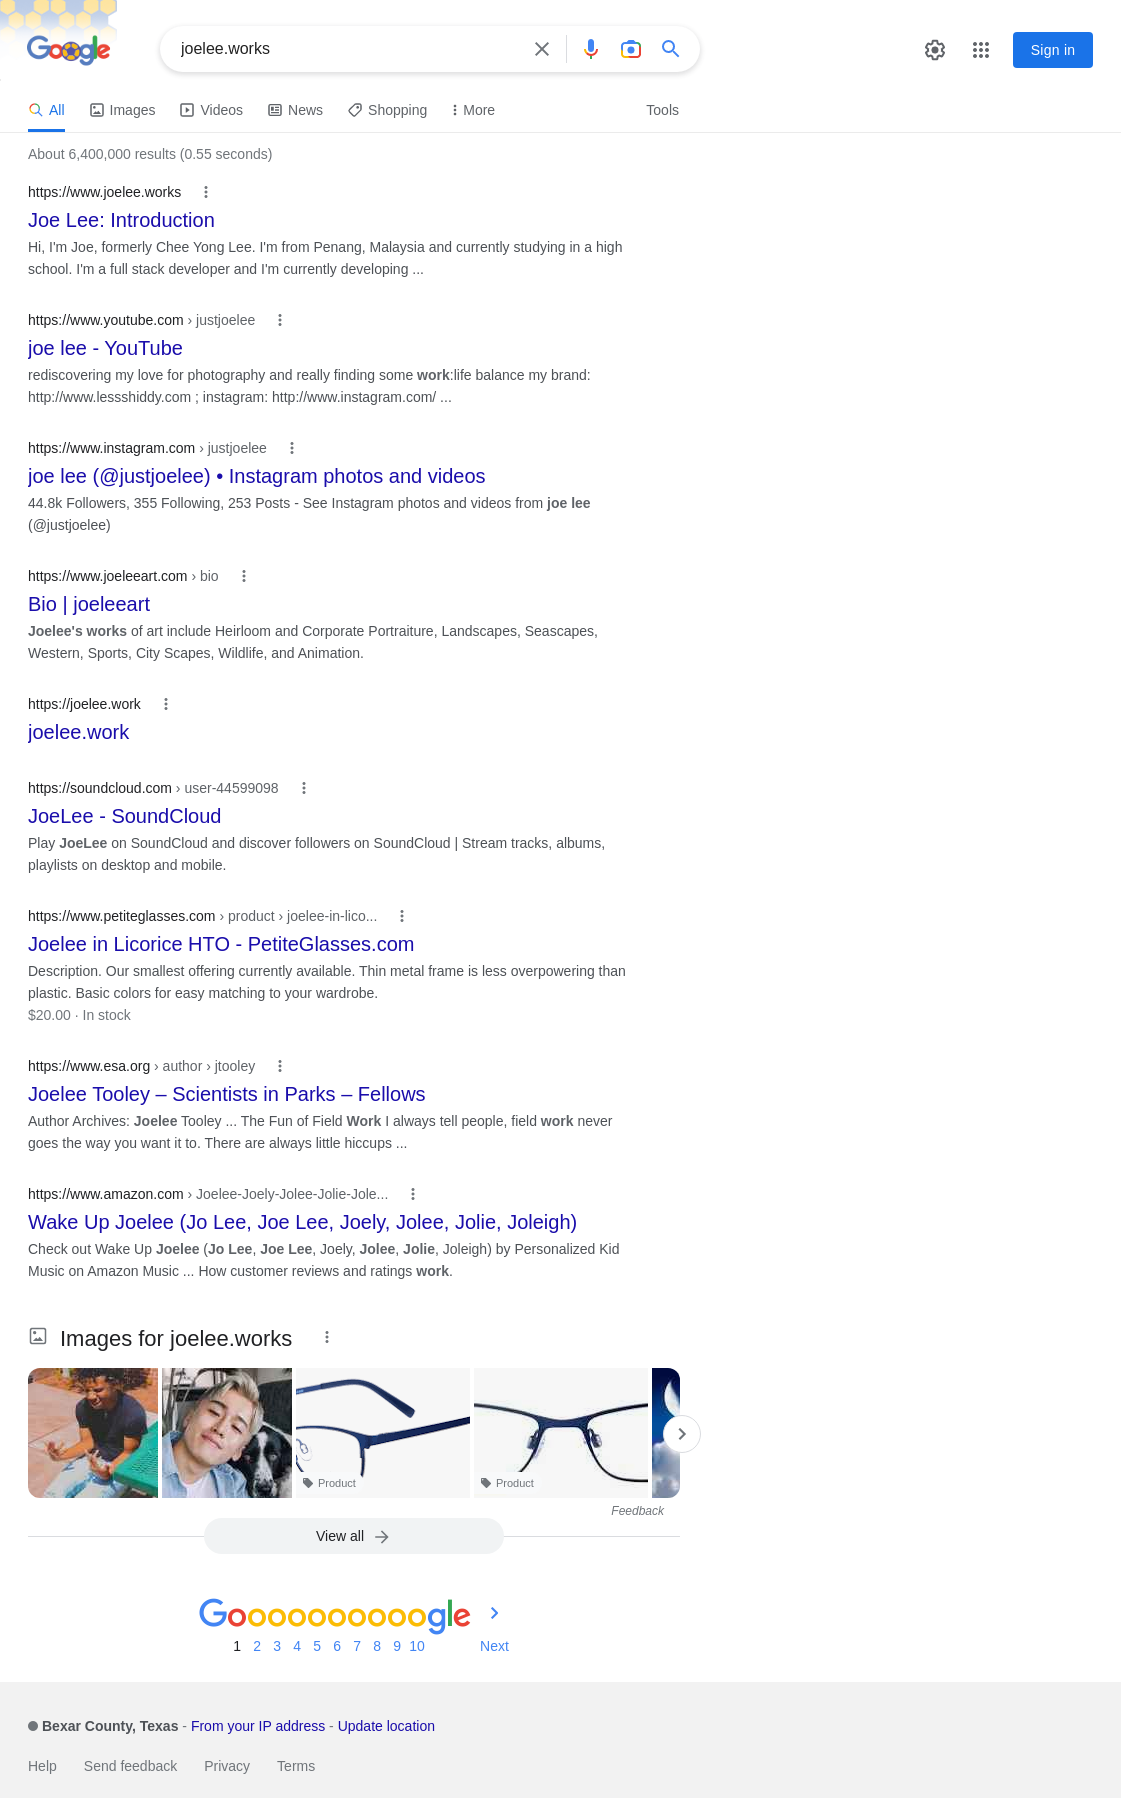 Google
joelee.works
Sign in
All
Images
Videos
News
Shopping
More
Tools
About 6,400,000 results (0.55 seconds)
https://www.joelee.works
Joe Lee: Introduction
Hi, I'm Joe, formerly Chee Yong Lee. I'm from Penang, Malaysia and currently studying in a high
school. I'm a full stack developer and I'm currently developing ...
https://www.youtube.com › justjoelee
joe lee - YouTube
rediscovering my love for photography and really finding some work:life balance my brand:
http://www.lessshiddy.com ; instagram: http://www.instagram.com/ ...
https://www.instagram.com › justjoelee
joe lee (@justjoelee) • Instagram photos and videos
44.8k Followers, 355 Following, 253 Posts - See Instagram photos and videos from joe lee
(@justjoelee)
https://www.joeleeart.com › bio
Bio | joeleeart
Joelee's works of art include Heirloom and Corporate Portraiture, Landscapes, Seascapes,
Western, Sports, City Scapes, Wildlife, and Animation.
https://joelee.work
joelee.work
https://soundcloud.com › user-44599098
JoeLee - SoundCloud
Play JoeLee on SoundCloud and discover followers on SoundCloud | Stream tracks, albums,
playlists on desktop and mobile.
https://www.petiteglasses.com › product › joelee-in-lico...
Joelee in Licorice HTO - PetiteGlasses.com
Description. Our smallest offering currently available. Thin metal frame is less overpowering than
plastic. Basic colors for easy matching to your wardrobe.
$20.00 · In stock
https://www.esa.org › author › jtooley
Joelee Tooley – Scientists in Parks – Fellows
Author Archives: Joelee Tooley ... The Fun of Field Work I always tell people, field work never
goes the way you want it to. There are always little hiccups ...
https://www.amazon.com › Joelee-Joely-Jolee-Jolie-Jole...
Wake Up Joelee (Jo Lee, Joe Lee, Joely, Jolee, Jolie, Joleigh)
Check out Wake Up Joelee (Jo Lee, Joe Lee, Joely, Jolee, Jolie, Joleigh) by Personalized Kid
Music on Amazon Music ... How customer reviews and ratings work.
Images for joelee.works
Product
Product
Feedback
View all
Goooooooooogle
1 2 3 4 5 6 7 8 9 10 Next
Bexar County, Texas - From your IP address - Update location
Help Send feedback Privacy Terms